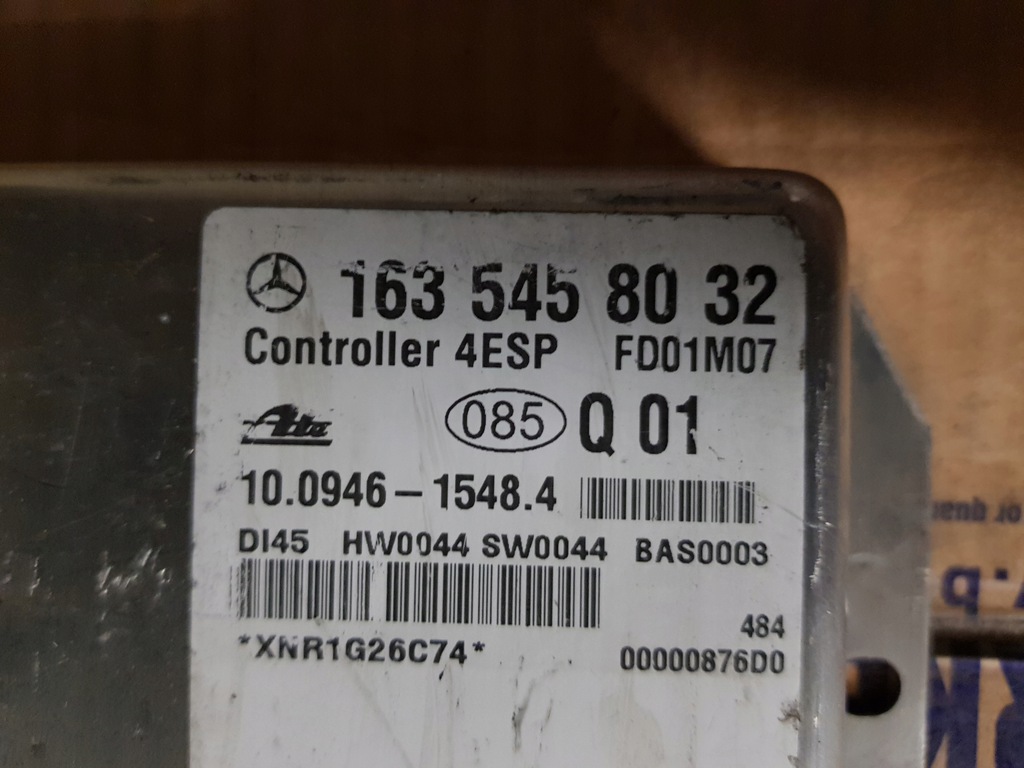 163 545 80 32
Controller 4ESP FD01M07
Ate 085 Q 01
10.0946-1548.4
DI45 HW0044 SW0044 BAS0003
484
*XNR1G26C74* 00000876D0